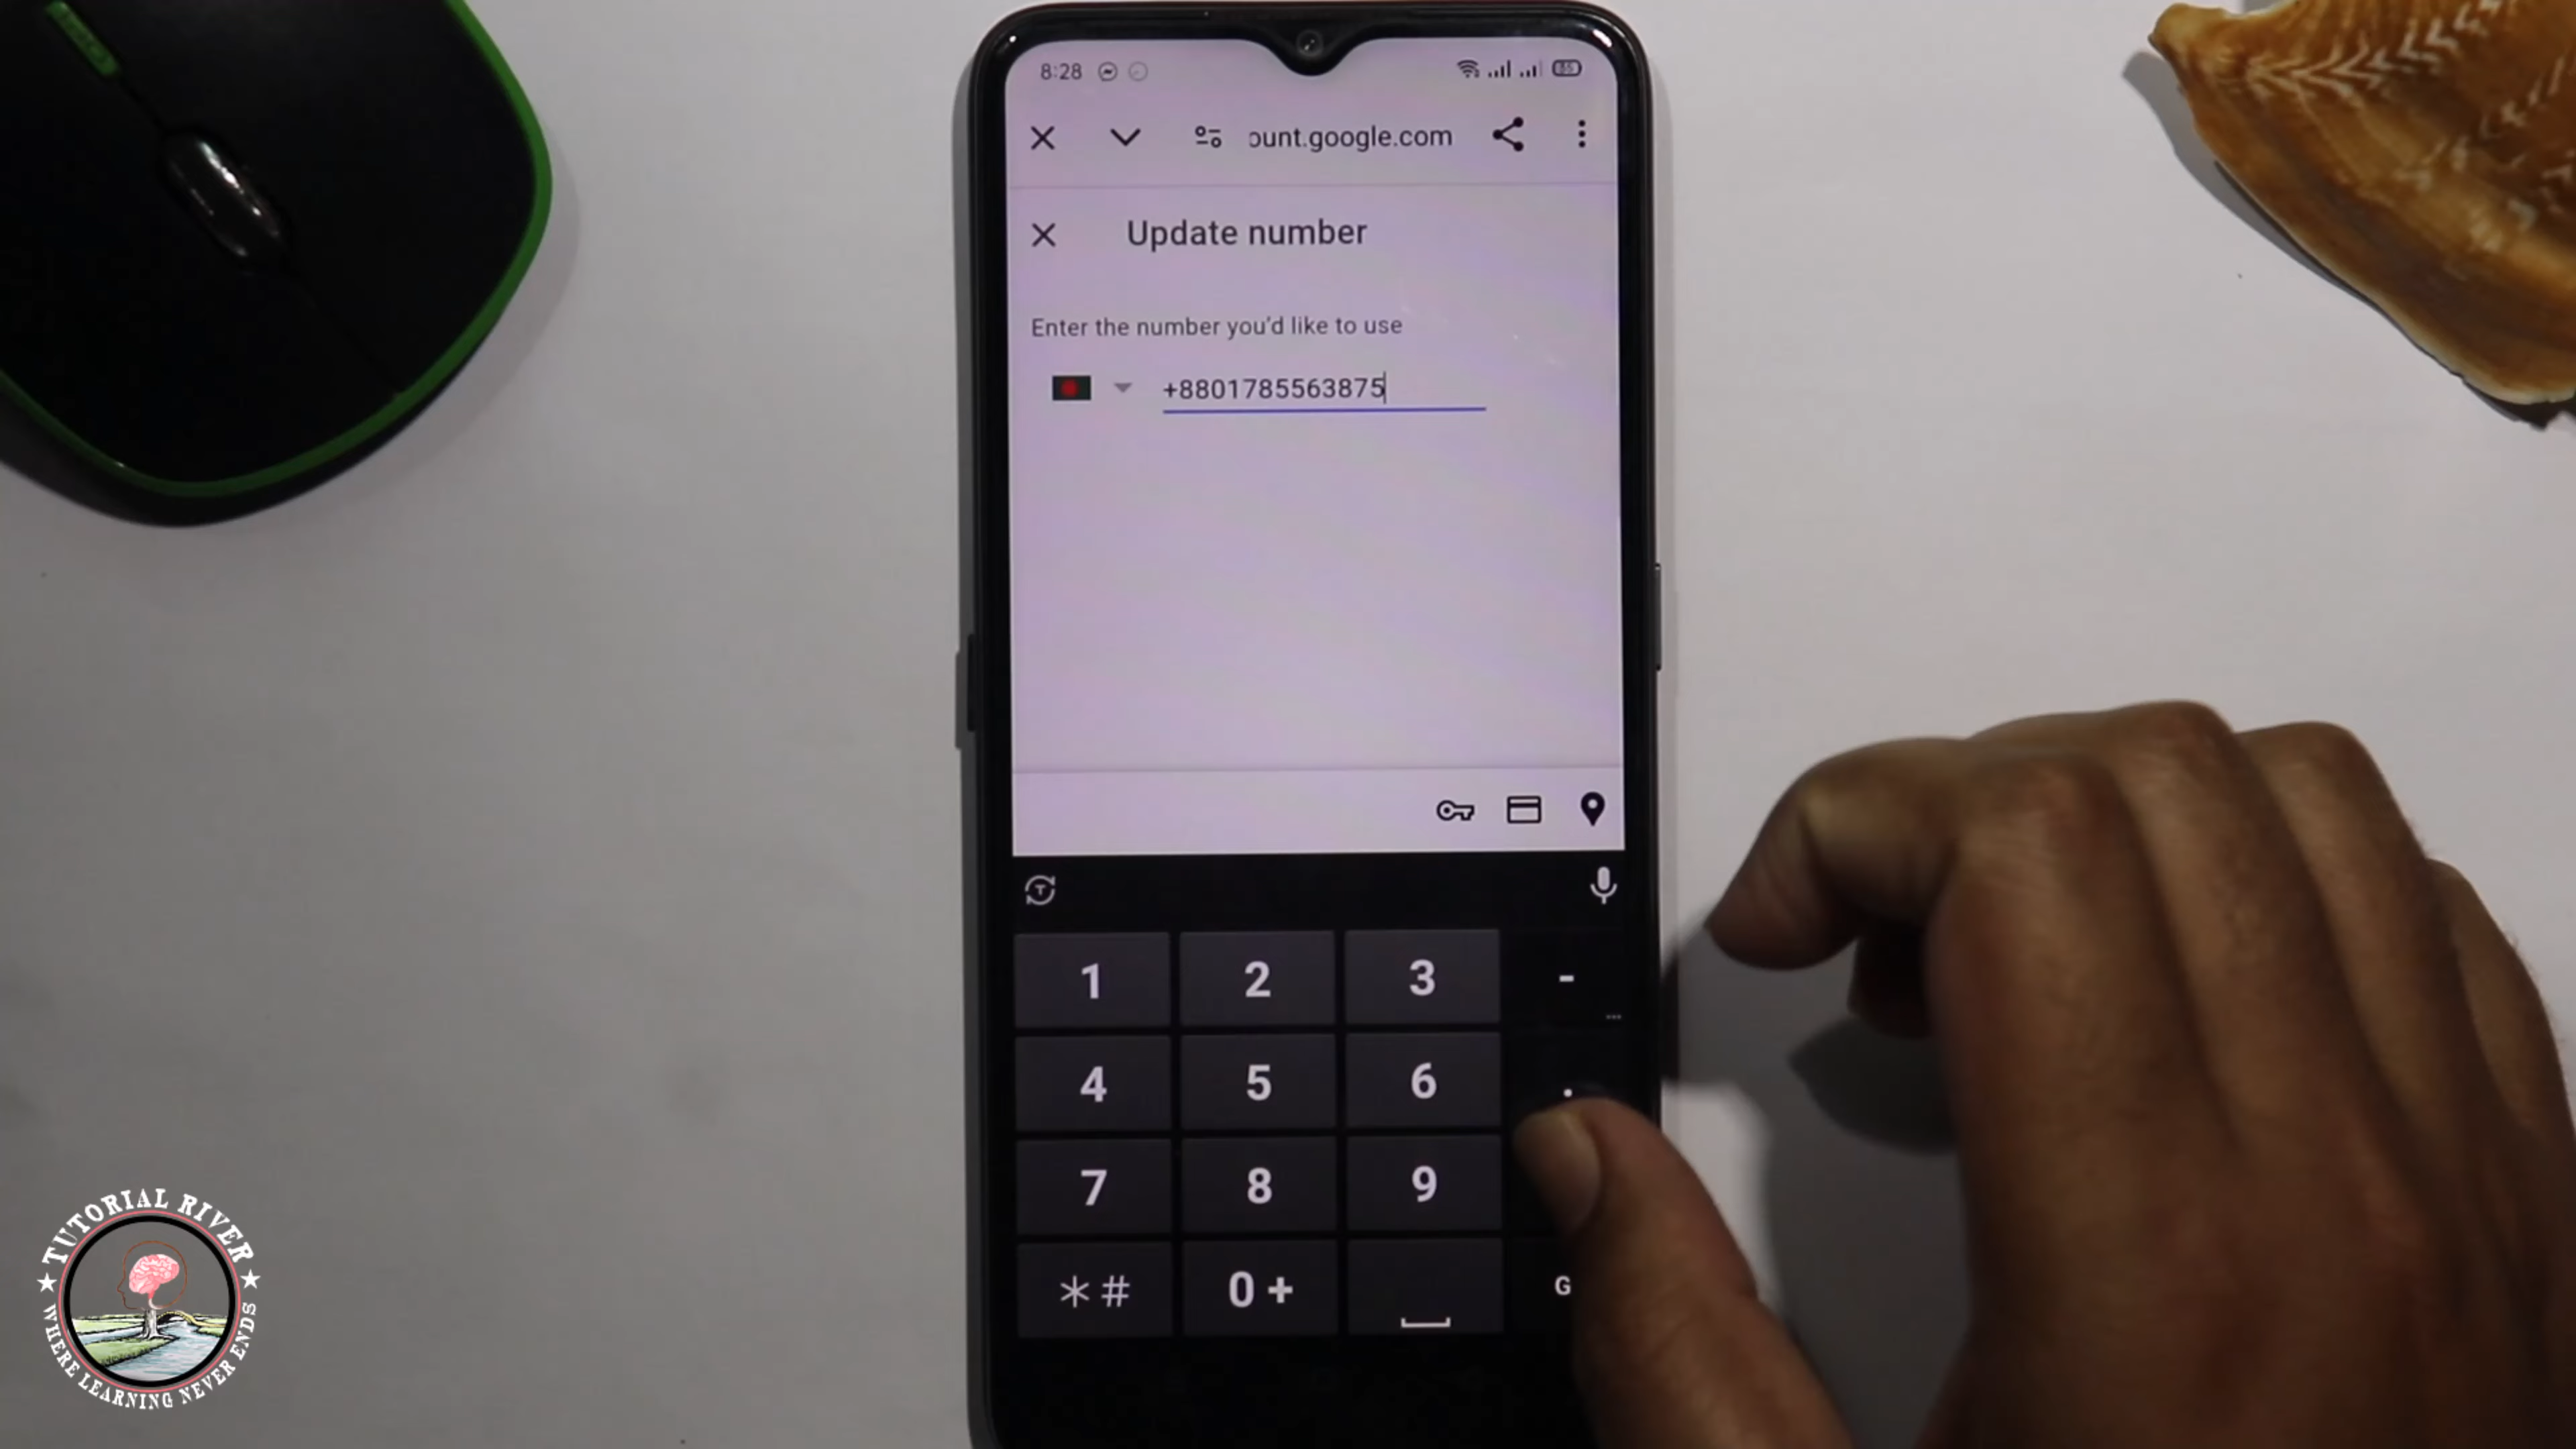 8:28
85
ount.google.com
Update number
Enter the number you'd like to use
+8801785563875
1 2 3 -
4 5 6 .
7 8 9
* # 0 + G
TUTORIAL RIVER
WHERE LEARNING NEVER ENDS